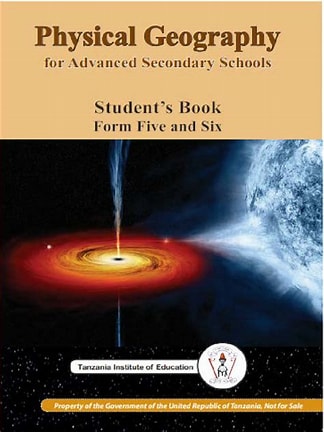 Physical Geography
for Advanced Secondary Schools
Student's Book
Form Five and Six
Tanzania Institute of Education
Property of the Government of the United Republic of Tanzania, Not for Sale